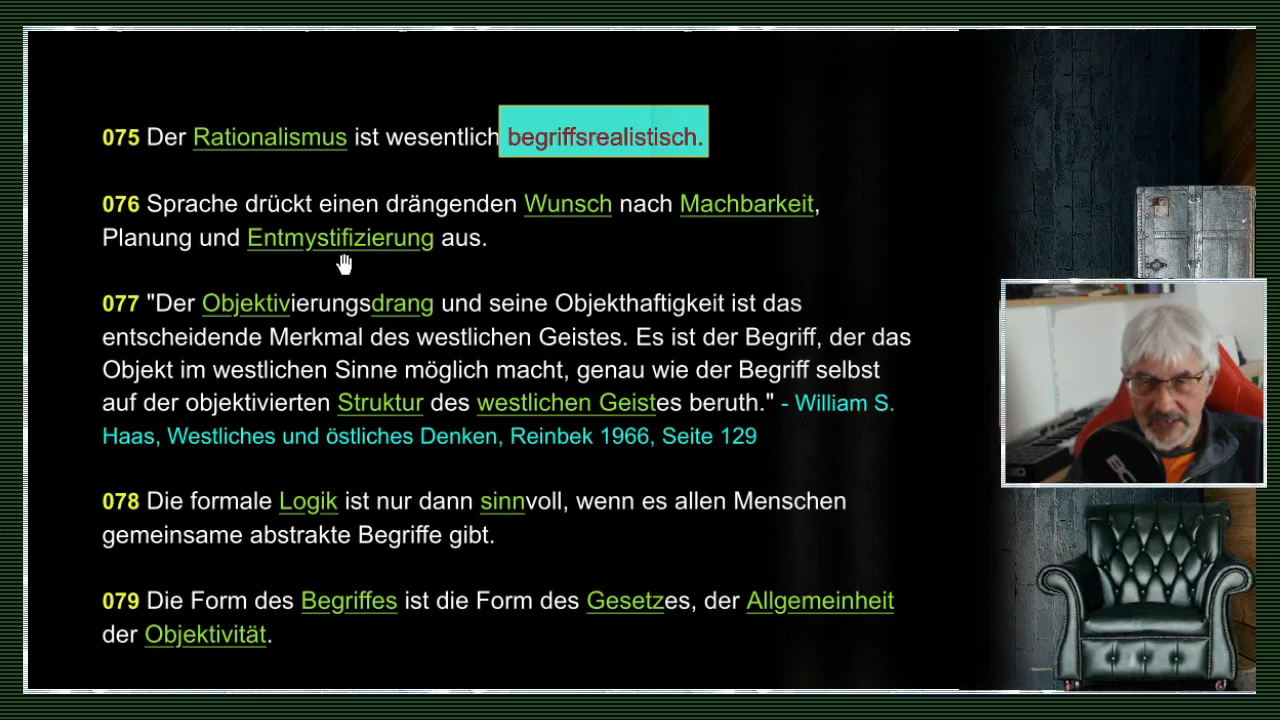 075 Der Rationalismus ist wesentlich begriffsrealistisch.
076 Sprache drückt einen drängenden Wunsch nach Machbarkeit,
Planung und Entmystifizierung aus.
077 "Der Objektivierungsdrang und seine Objekthaftigkeit ist das
entscheidende Merkmal des westlichen Geistes. Es ist der Begriff, der das
Objekt im westlichen Sinne möglich macht, genau wie der Begriff selbst
auf der objektivierten Struktur des westlichen Geistes beruht." - William S.
Haas, Westliches und östliches Denken, Reinbek 1966, Seite 129
078 Die formale Logik ist nur dann sinnvoll, wenn es allen Menschen
gemeinsame abstrakte Begriffe gibt.
079 Die Form des Begriffes ist die Form des Gesetzes, der Allgemeinheit
der Objektivität.